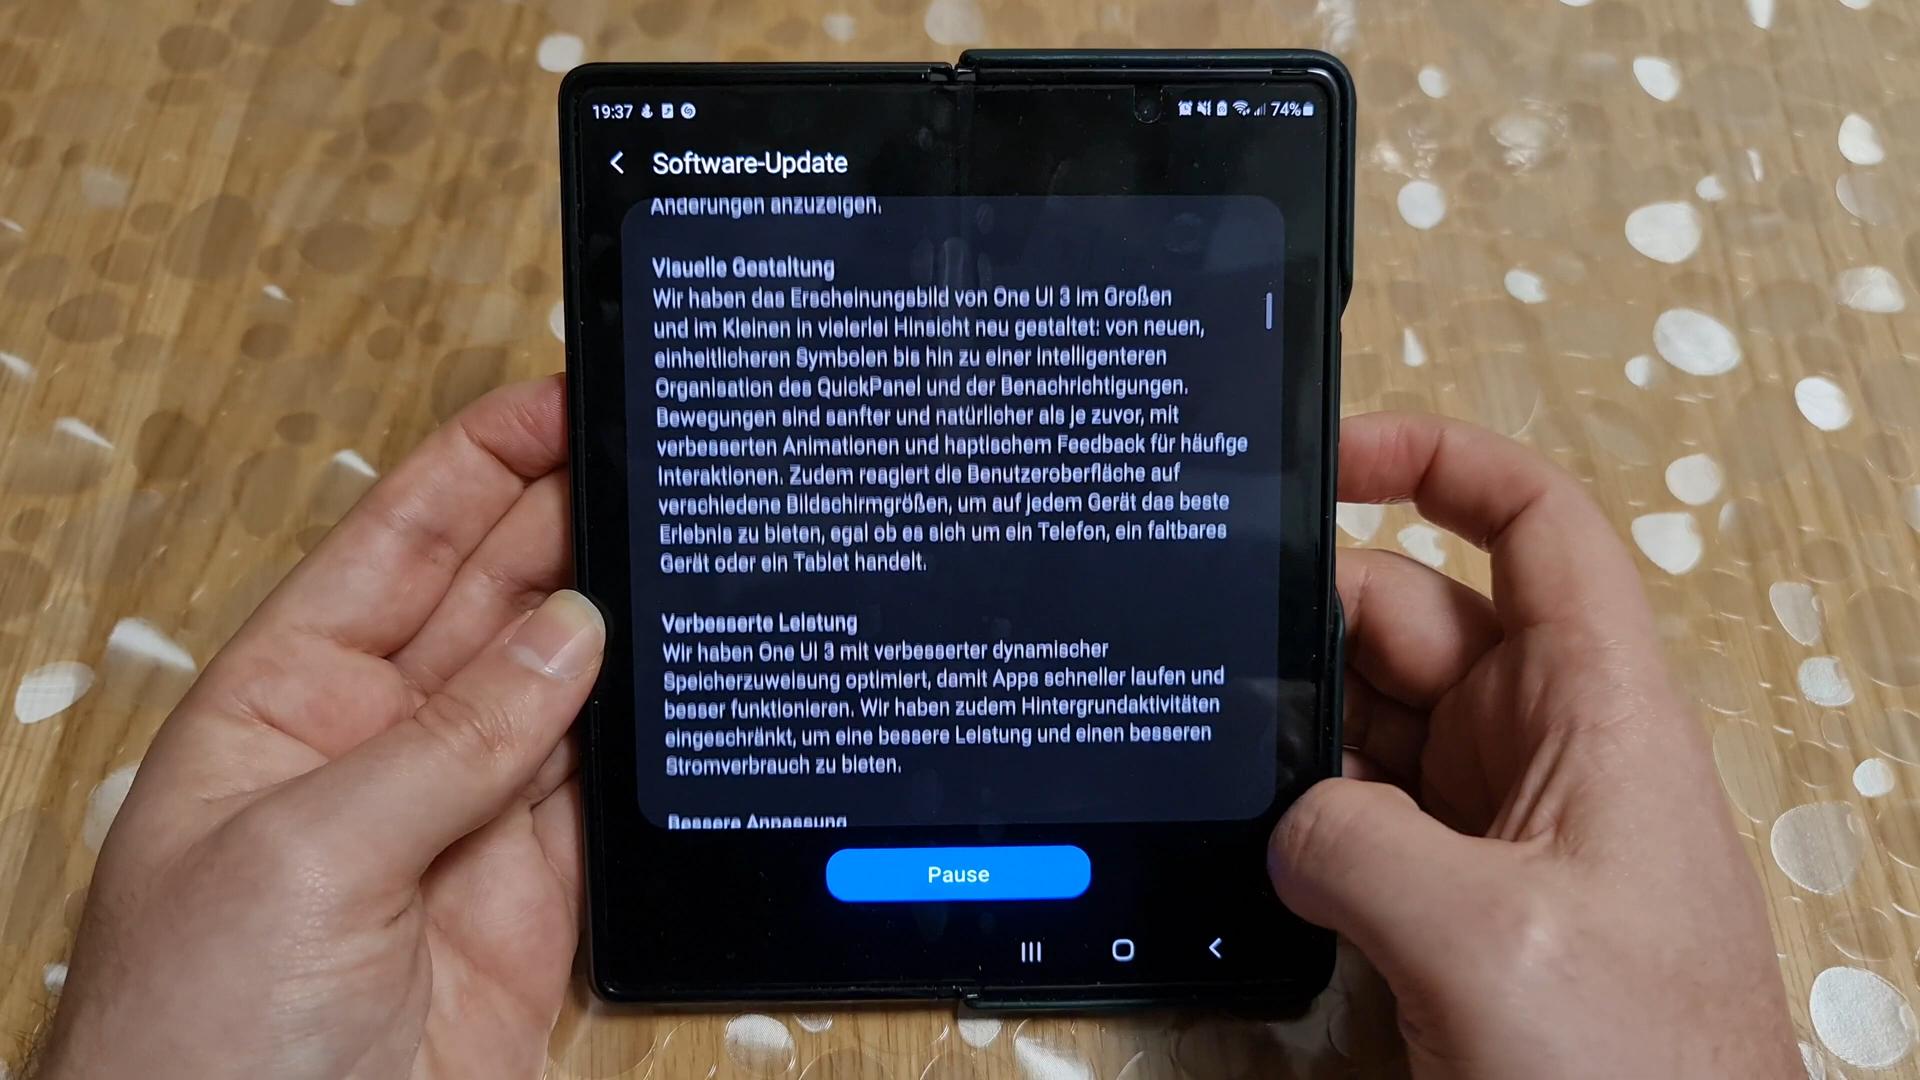 19:37
74%
Software-Update
Änderungen anzuzeigen.
Visuelle Gestaltung
Wir haben das Erscheinungsbild von One UI 3 im Großen
und im Kleinen in vielerlei Hinsicht neu gestaltet: von neuen,
einheitlicheren Symbolen bis hin zu einer intelligenteren
Organisation des QuickPanel und der Benachrichtigungen.
Bewegungen sind sanfter und natürlicher als je zuvor, mit
verbesserten Animationen und haptischem Feedback für häufige
Interaktionen. Zudem reagiert die Benutzeroberfläche auf
verschiedene Bildschirmgrößen, um auf jedem Gerät das beste
Erlebnis zu bieten, egal ob es sich um ein Telefon, ein faltbares
Gerät oder ein Tablet handelt.
Verbesserte Leistung
Wir haben One UI 3 mit verbesserter dynamischer
Speicherzuweisung optimiert, damit Apps schneller laufen und
besser funktionieren. Wir haben zudem Hintergrundaktivitäten
eingeschränkt, um eine bessere Leistung und einen besseren
Stromverbrauch zu bieten.
Bessere Anpassung
Pause